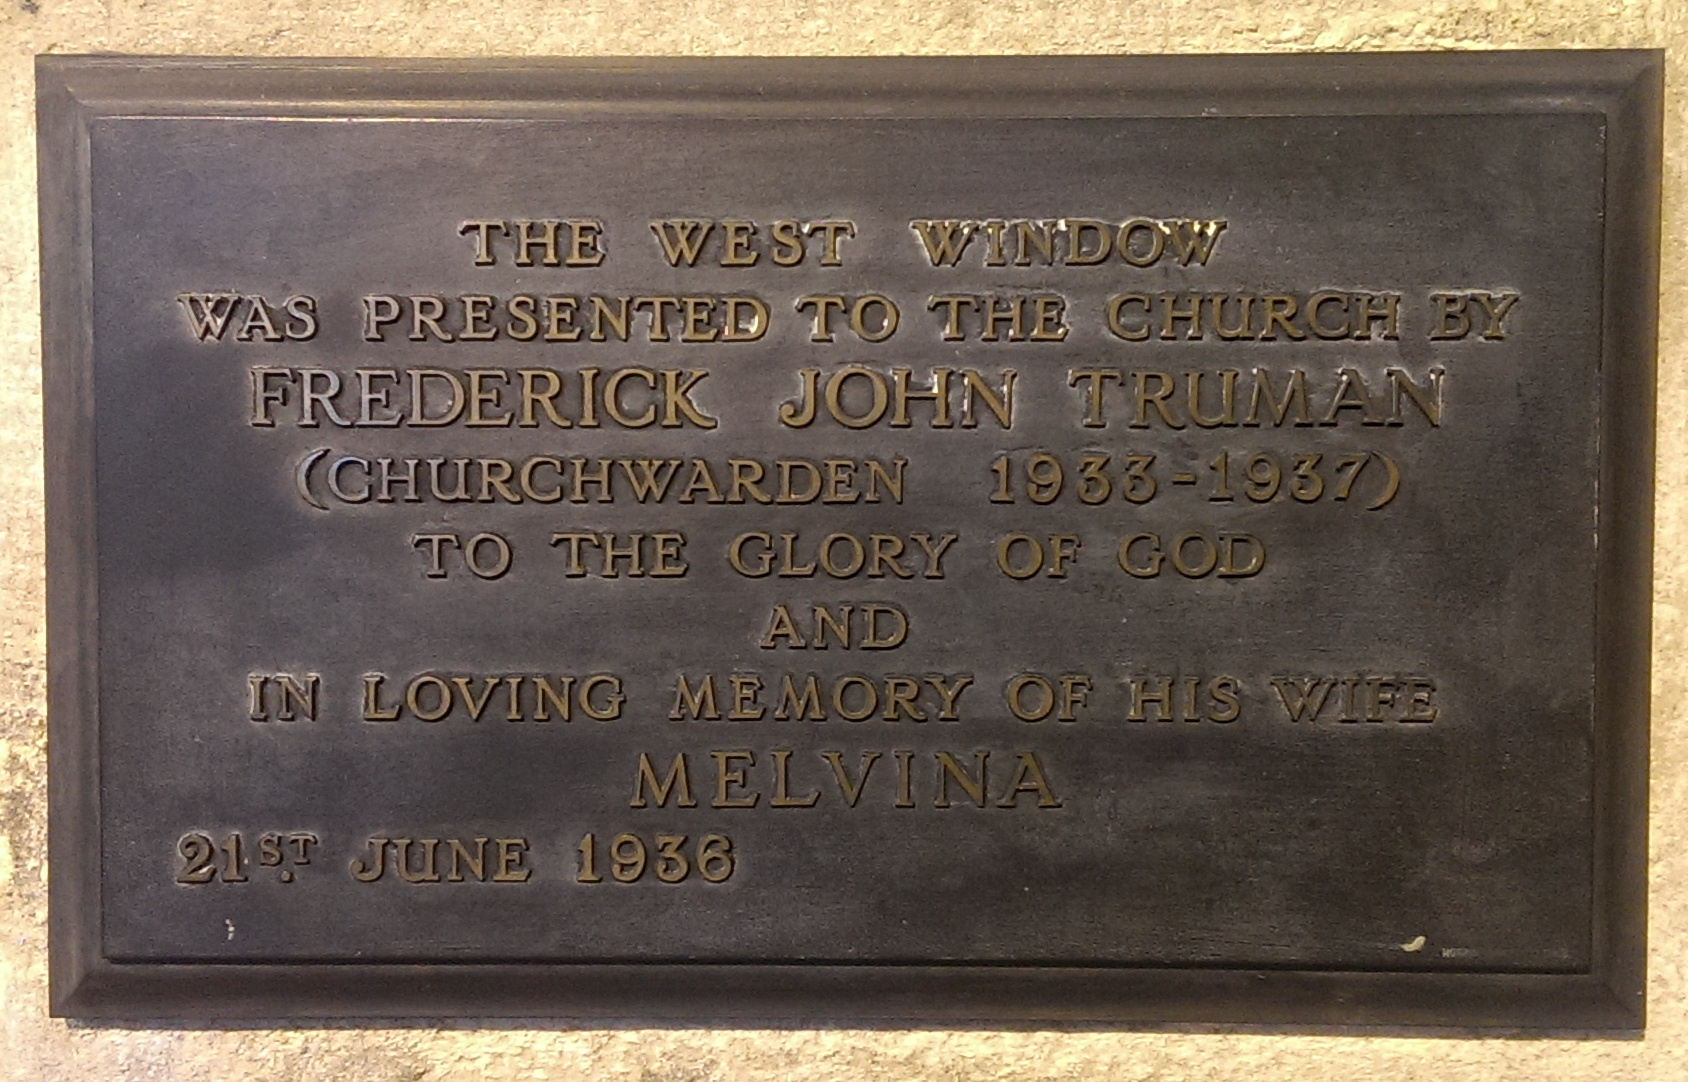 THE WEST WINDOW
WAS PRESENTED TO THE CHURCH BY
FREDERICK JOHN TRUMAN
(CHURCHWARDEN 1933-1937)
TO THE GLORY OF GOD
AND
IN LOVING MEMORY OF HIS WIFE
MELVINA
21ST. JUNE 1936